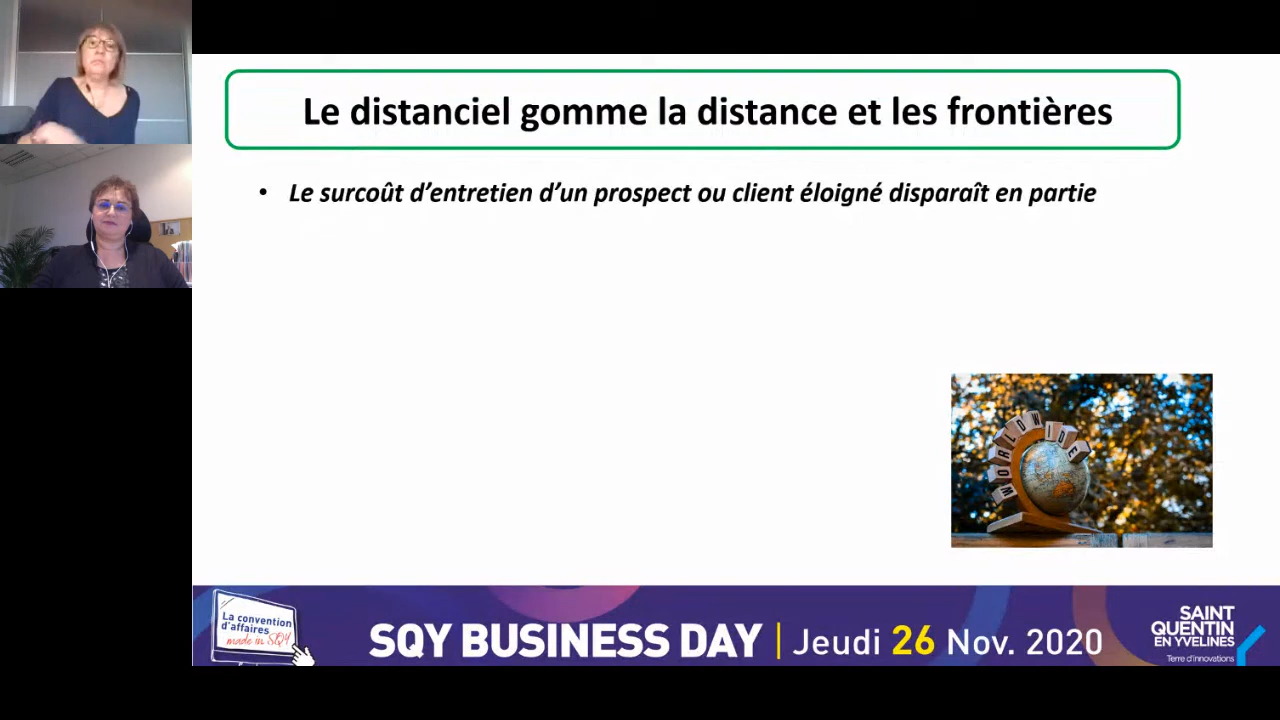 Le distanciel gomme la distance et les frontières
• Le surcoût d’entretien d’un prospect ou client éloigné disparaît en partie
WORLDWIDE
La convention
d'affaires
made in SQY
SQY BUSINESS DAY | Jeudi 26 Nov. 2020
SAINT
QUENTIN
EN YVELINES
Terre d'innovations